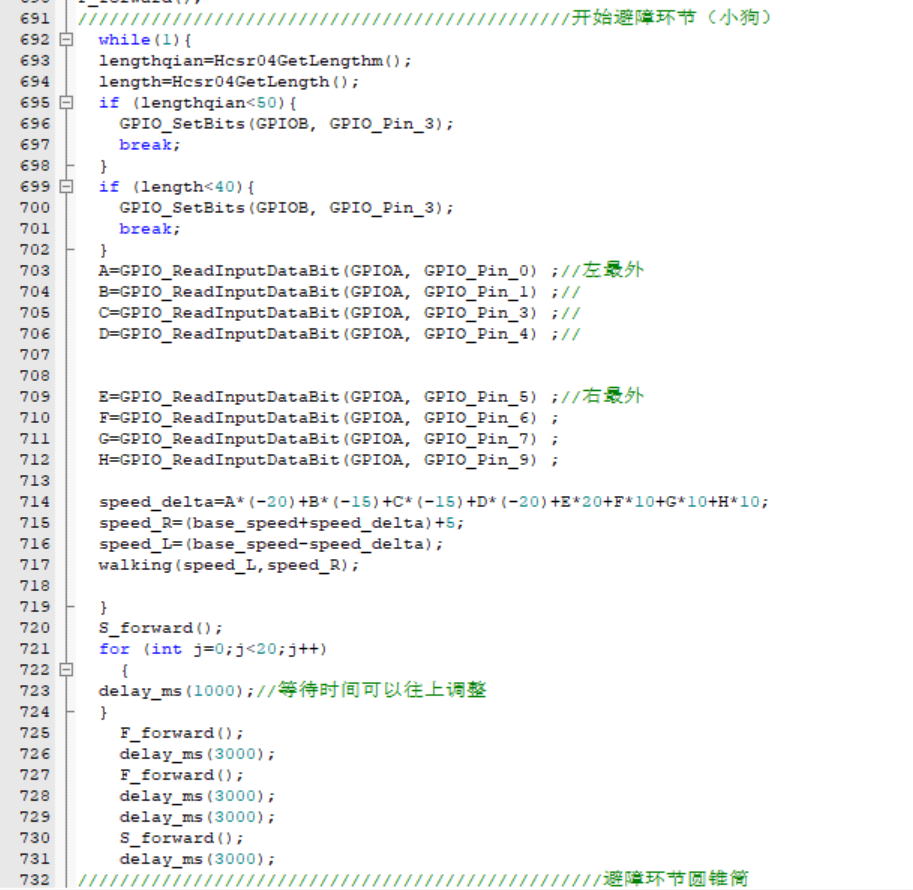 691 ///////////////////////////////////////////////开始避障环节（小狗）
692 while(1){
693 lengthqian=Hcsr04GetLengthm();
694 length=Hcsr04GetLength();
695 if (lengthqian<50){
696 GPIO_SetBits(GPIOB, GPIO_Pin_3);
697 break;
698 }
699 if (length<40){
700 GPIO_SetBits(GPIOB, GPIO_Pin_3);
701 break;
702 }
703 A=GPIO_ReadInputDataBit(GPIOA, GPIO_Pin_0) ;//左最外
704 B=GPIO_ReadInputDataBit(GPIOA, GPIO_Pin_1) ;//
705 C=GPIO_ReadInputDataBit(GPIOA, GPIO_Pin_3) ;//
706 D=GPIO_ReadInputDataBit(GPIOA, GPIO_Pin_4) ;//
707
708
709 E=GPIO_ReadInputDataBit(GPIOA, GPIO_Pin_5) ;//右最外
710 F=GPIO_ReadInputDataBit(GPIOA, GPIO_Pin_6) ;
711 G=GPIO_ReadInputDataBit(GPIOA, GPIO_Pin_7) ;
712 H=GPIO_ReadInputDataBit(GPIOA, GPIO_Pin_9) ;
713
714 speed_delta=A*(-20)+B*(-15)+C*(-15)+D*(-20)+E*20+F*10+G*10+H*10;
715 speed_R=(base_speed+speed_delta)+5;
716 speed_L=(base_speed-speed_delta);
717 walking(speed_L,speed_R);
718
719 }
720 S_forward();
721 for (int j=0;j<20;j++)
722 {
723 delay_ms(1000);//等待时间可以往上调整
724 }
725 F_forward();
726 delay_ms(3000);
727 F_forward();
728 delay_ms(3000);
729 delay_ms(3000);
730 S_forward();
731 delay_ms(3000);
732 //////////////////////////////////////////////////避障环节圆锥筒